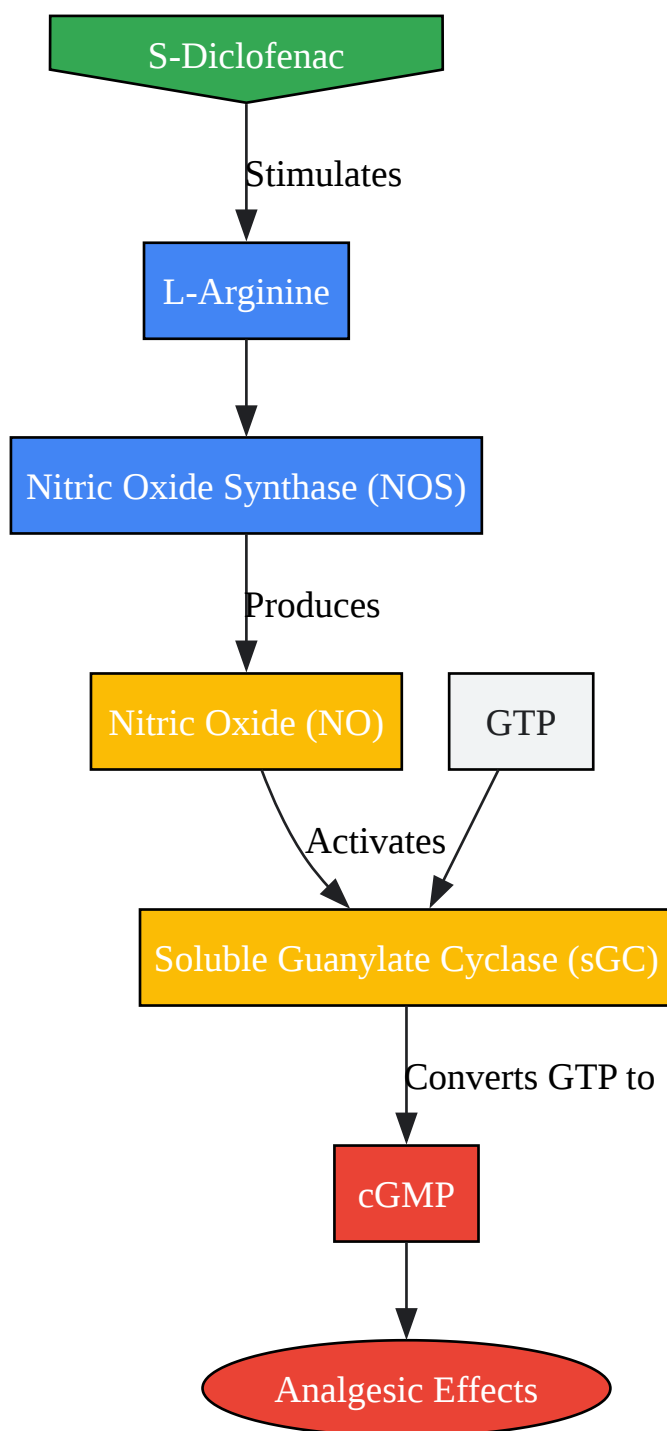 S-Diclofenac
Stimulates
L-Arginine
Nitric Oxide Synthase (NOS)
Produces
Nitric Oxide (NO)
GTP
Activates
Soluble Guanylate Cyclase (sGC)
Converts GTP to
cGMP
Analgesic Effects